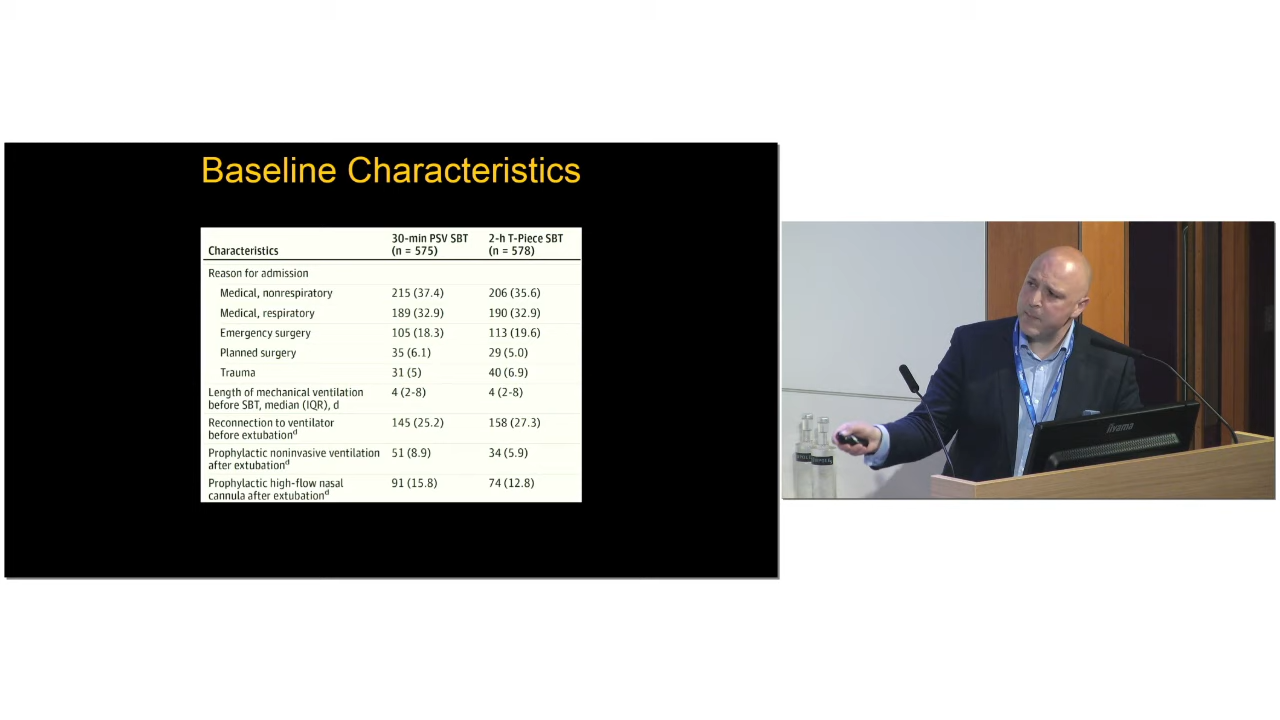 Baseline Characteristics
Characteristics 30-min PSV SBT (n = 575) 2-h T-Piece SBT (n = 578)
Reason for admission
Medical, nonrespiratory 215 (37.4) 206 (35.6)
Medical, respiratory 189 (32.9) 190 (32.9)
Emergency surgery 105 (18.3) 113 (19.6)
Planned surgery 35 (6.1) 29 (5.0)
Trauma 31 (5) 40 (6.9)
Length of mechanical ventilation 4 (2-8) 4 (2-8)
before SBT, median (IQR), d
Reconnection to ventilator 145 (25.2) 158 (27.3)
before extubationd
Prophylactic noninvasive ventilation 51 (8.9) 34 (5.9)
after extubationd
Prophylactic high-flow nasal 91 (15.8) 74 (12.8)
cannula after extubationd
iiyama